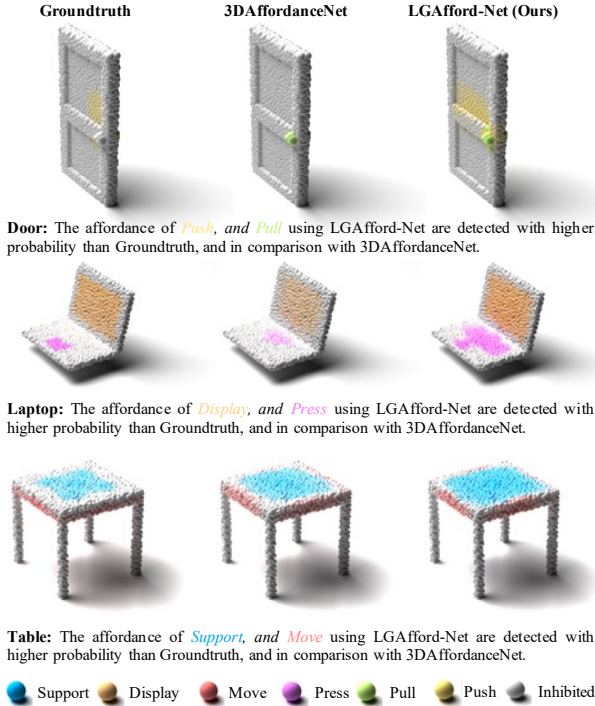 Groundtruth 3DAffordanceNet LGAfford-Net (Ours)
Door: The affordance of Push, and Pull using LGAfford-Net are detected with higher
probability than Groundtruth, and in comparison with 3DAffordanceNet.
Laptop: The affordance of Display, and Press using LGAfford-Net are detected with
higher probability than Groundtruth, and in comparison with 3DAffordanceNet.
Table: The affordance of Support, and Move using LGAfford-Net are detected with
higher probability than Groundtruth, and in comparison with 3DAffordanceNet.
Support Display Move Press Pull Push Inhibited